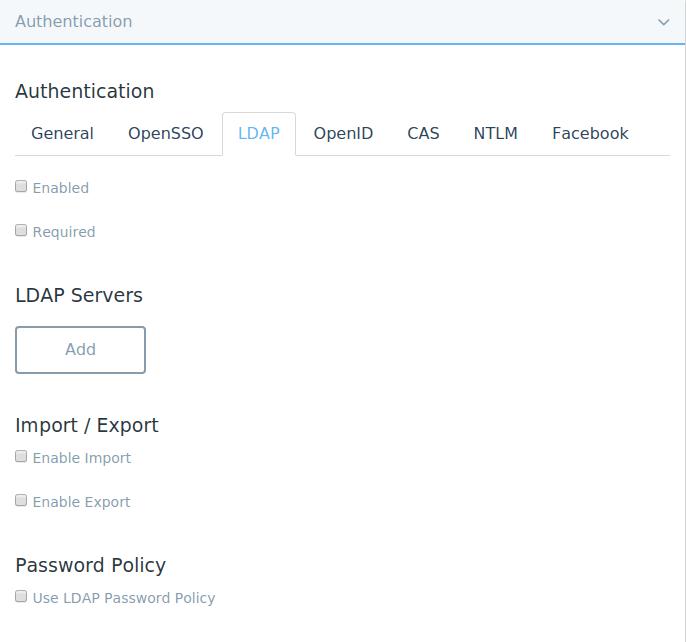 Authentication
Authentication
General OpenSSO LDAP OpenID CAS NTLM Facebook
Enabled
Required
LDAP Servers
Add
Import / Export
Enable Import
Enable Export
Password Policy
Use LDAP Password Policy